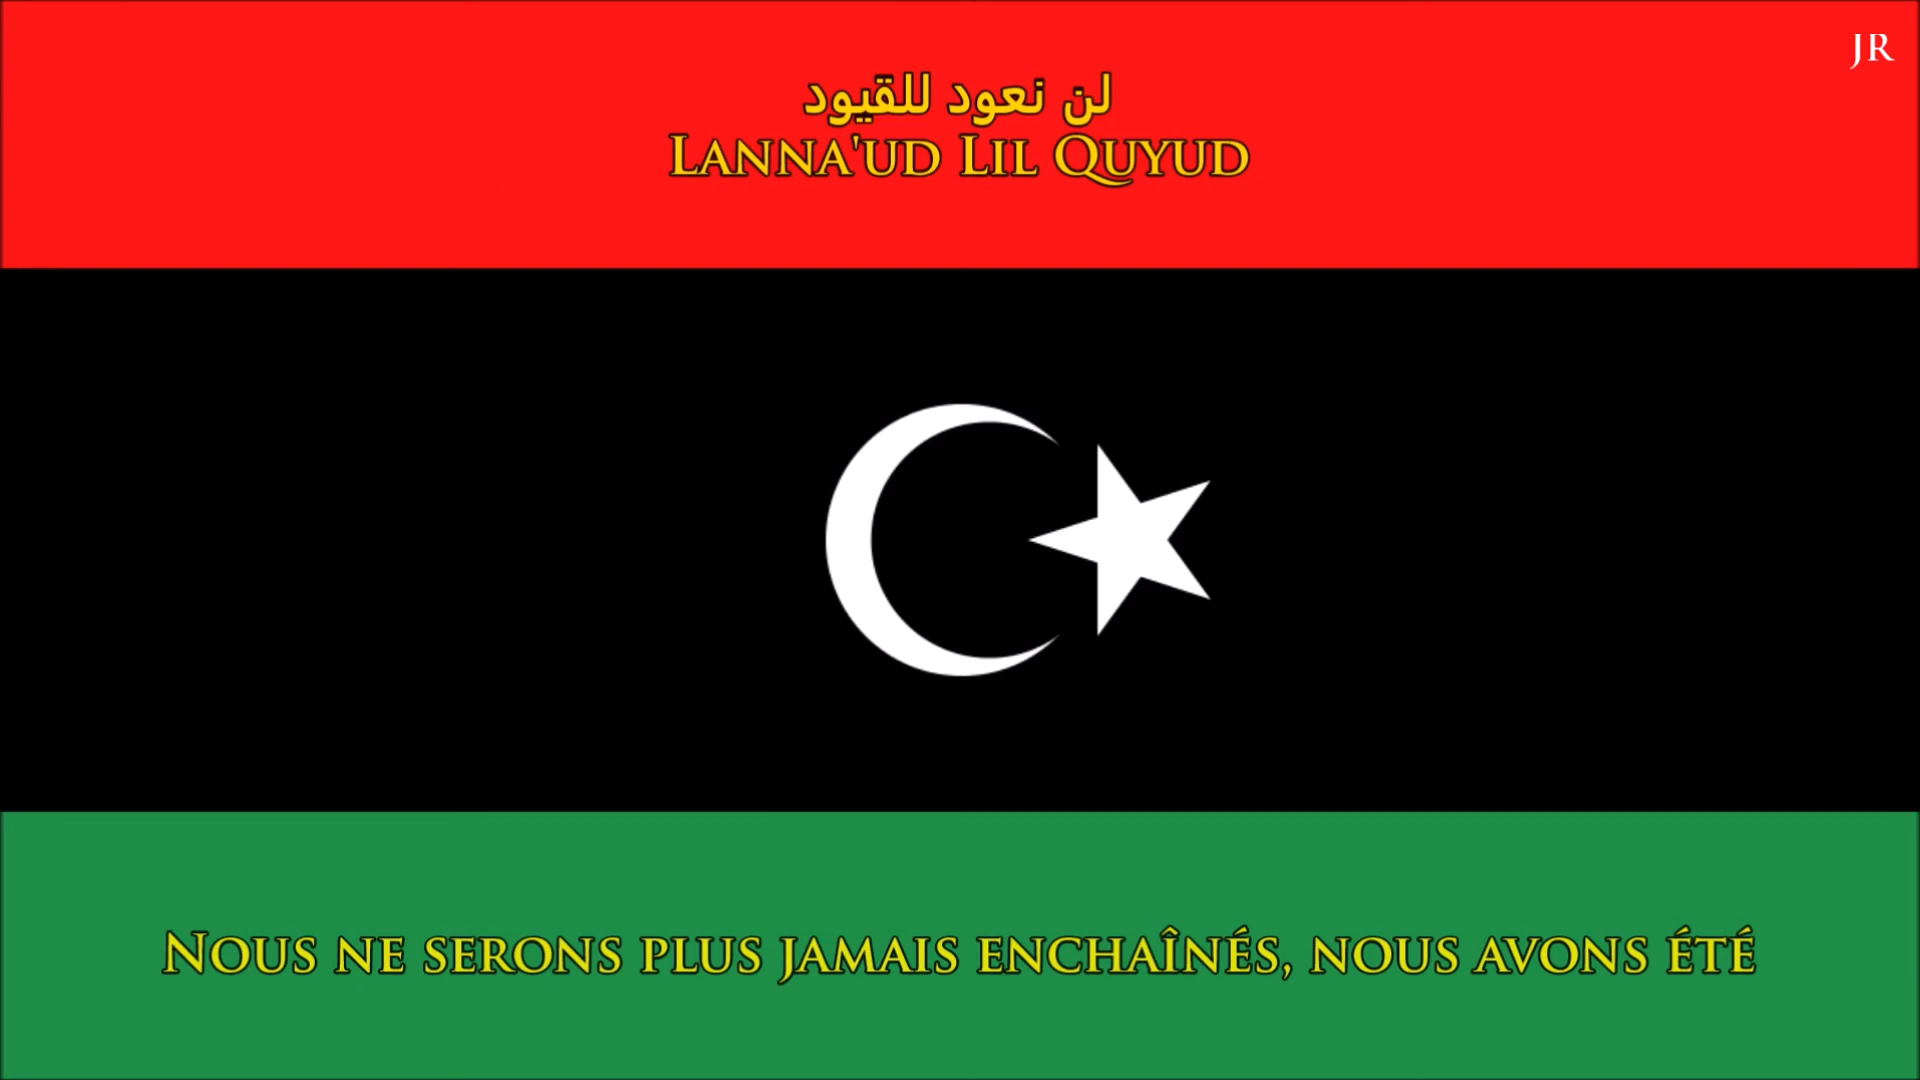 JR
لن نعود للقيود
Lanna'ud Lil Quyud
Nous ne serons plus jamais enchaînés, nous avons été